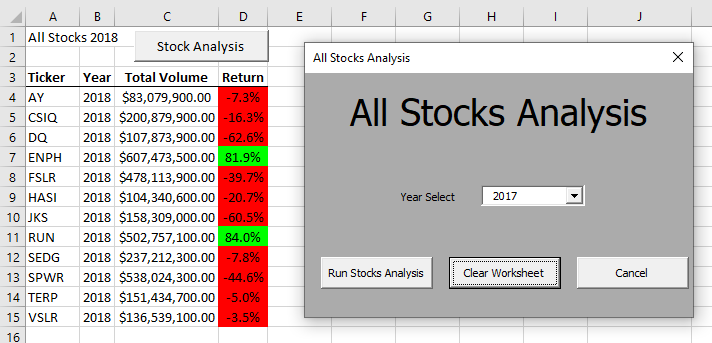 A B C D E F G H I J
1 All Stocks 2018 Stock Analysis
2
3 Ticker Year Total Volume Return
4 AY 2018 $83,079,900.00 -7.3%
5 CSIQ 2018 $200,879,900.00 -16.3%
6 DQ 2018 $107,873,900.00 -62.6%
7 ENPH 2018 $607,473,500.00 81.9%
8 FSLR 2018 $478,113,900.00 -39.7%
9 HASI 2018 $104,340,600.00 -20.7%
10 JKS 2018 $158,309,000.00 -60.5%
11 RUN 2018 $502,757,100.00 84.0%
12 SEDG 2018 $237,212,300.00 -7.8%
13 SPWR 2018 $538,024,300.00 -44.6%
14 TERP 2018 $151,434,700.00 -5.0%
15 VSLR 2018 $136,539,100.00 -3.5%
16
All Stocks Analysis
All Stocks Analysis
Year Select 2017
Run Stocks Analysis Clear Worksheet Cancel